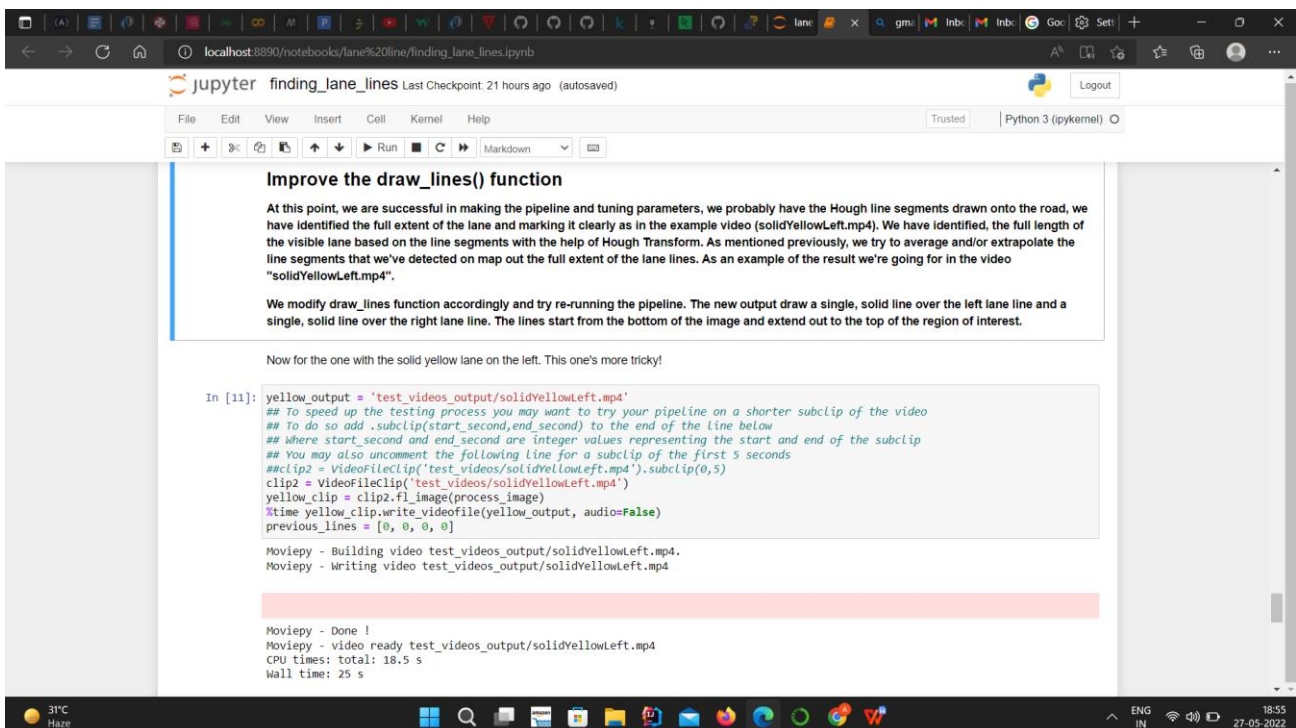 lane
gma
Inbc
Inbc
Goo
Sett
localhost:8890/notebooks/lane%20line/finding_lane_lines.ipynb
jupyter finding_lane_lines Last Checkpoint: 21 hours ago (autosaved)
Logout
File Edit View Insert Cell Kernel Help
Trusted
Python 3 (ipykernel)
Run
Markdown
Improve the draw_lines() function
At this point, we are successful in making the pipeline and tuning parameters, we probably have the Hough line segments drawn onto the road, we
have identified the full extent of the lane and marking it clearly as in the example video (solidYellowLeft.mp4). We have identified, the full length of
the visible lane based on the line segments with the help of Hough Transform. As mentioned previously, we try to average and/or extrapolate the
line segments that we've detected on map out the full extent of the lane lines. As an example of the result we're going for in the video
"solidYellowLeft.mp4".
We modify draw_lines function accordingly and try re-running the pipeline. The new output draw a single, solid line over the left lane line and a
single, solid line over the right lane line. The lines start from the bottom of the image and extend out to the top of the region of interest.
Now for the one with the solid yellow lane on the left. This one's more tricky!
In [11]: yellow_output = 'test_videos_output/solidYellowLeft.mp4'
## To speed up the testing process you may want to try your pipeline on a shorter subclip of the video
## To do so add .subclip(start_second,end_second) to the end of the line below
## Where start_second and end_second are integer values representing the start and end of the subclip
## You may also uncomment the following line for a subclip of the first 5 seconds
##clip2 = VideoFileClip('test_videos/solidYellowLeft.mp4').subclip(0,5)
clip2 = VideoFileClip('test_videos/solidYellowLeft.mp4')
yellow_clip = clip2.fl_image(process_image)
%time yellow_clip.write_videofile(yellow_output, audio=False)
previous_lines = [0, 0, 0, 0]
Moviepy - Building video test_videos_output/solidYellowLeft.mp4.
Moviepy - Writing video test_videos_output/solidYellowLeft.mp4
Moviepy - Done !
Moviepy - video ready test_videos_output/solidYellowLeft.mp4
CPU times: total: 18.5 s
Wall time: 25 s
31°C
Haze
ENG
IN
18:55
27-05-2022